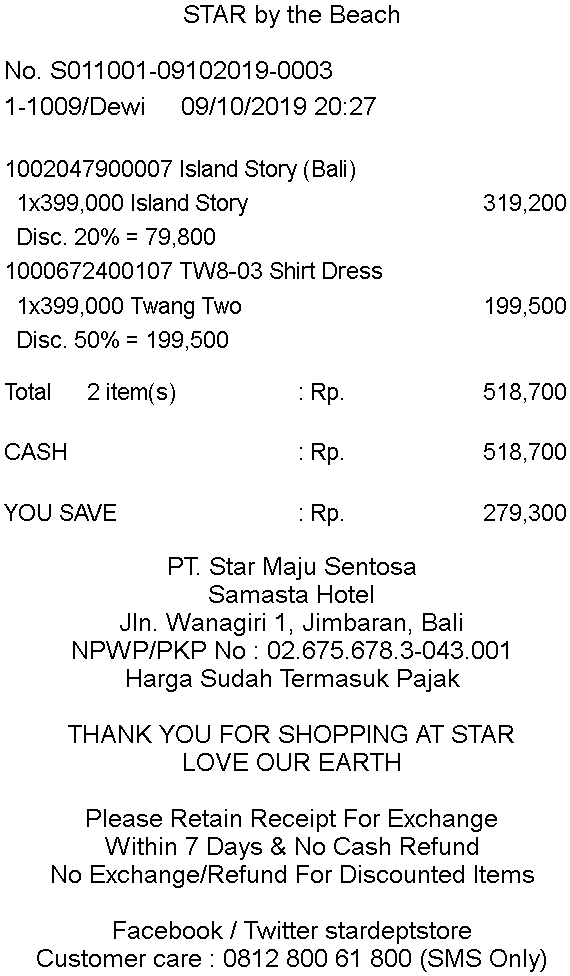 STAR by the Beach
No. S011001-09102019-0003
1-1009/Dewi 09/10/2019 20:27
1002047900007 Island Story (Bali)
1x399,000 Island Story 319,200
Disc. 20% = 79,800
1000672400107 TW8-03 Shirt Dress
1x399,000 Twang Two 199,500
Disc. 50% = 199,500
Total 2 item(s) : Rp. 518,700
CASH : Rp. 518,700
YOU SAVE : Rp. 279,300
PT. Star Maju Sentosa
Samasta Hotel
Jln. Wanagiri 1, Jimbaran, Bali
NPWP/PKP No : 02.675.678.3-043.001
Harga Sudah Termasuk Pajak
THANK YOU FOR SHOPPING AT STAR
LOVE OUR EARTH
Please Retain Receipt For Exchange
Within 7 Days & No Cash Refund
No Exchange/Refund For Discounted Items
Facebook / Twitter stardeptstore
Customer care : 0812 800 61 800 (SMS Only)